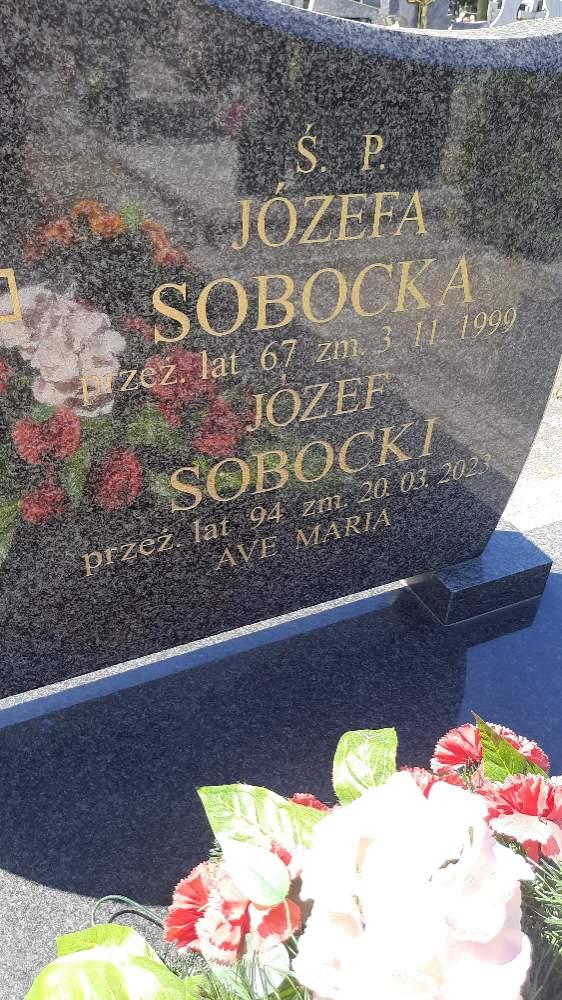 Ś. P.
JÓZEFA
SOBOCKA
przeż. lat 67 zm. 3 11. 1999
JÓZEF
SOBOCKI
przeż. lat 94 zm. 20. 03. 2023
AVE MARIA